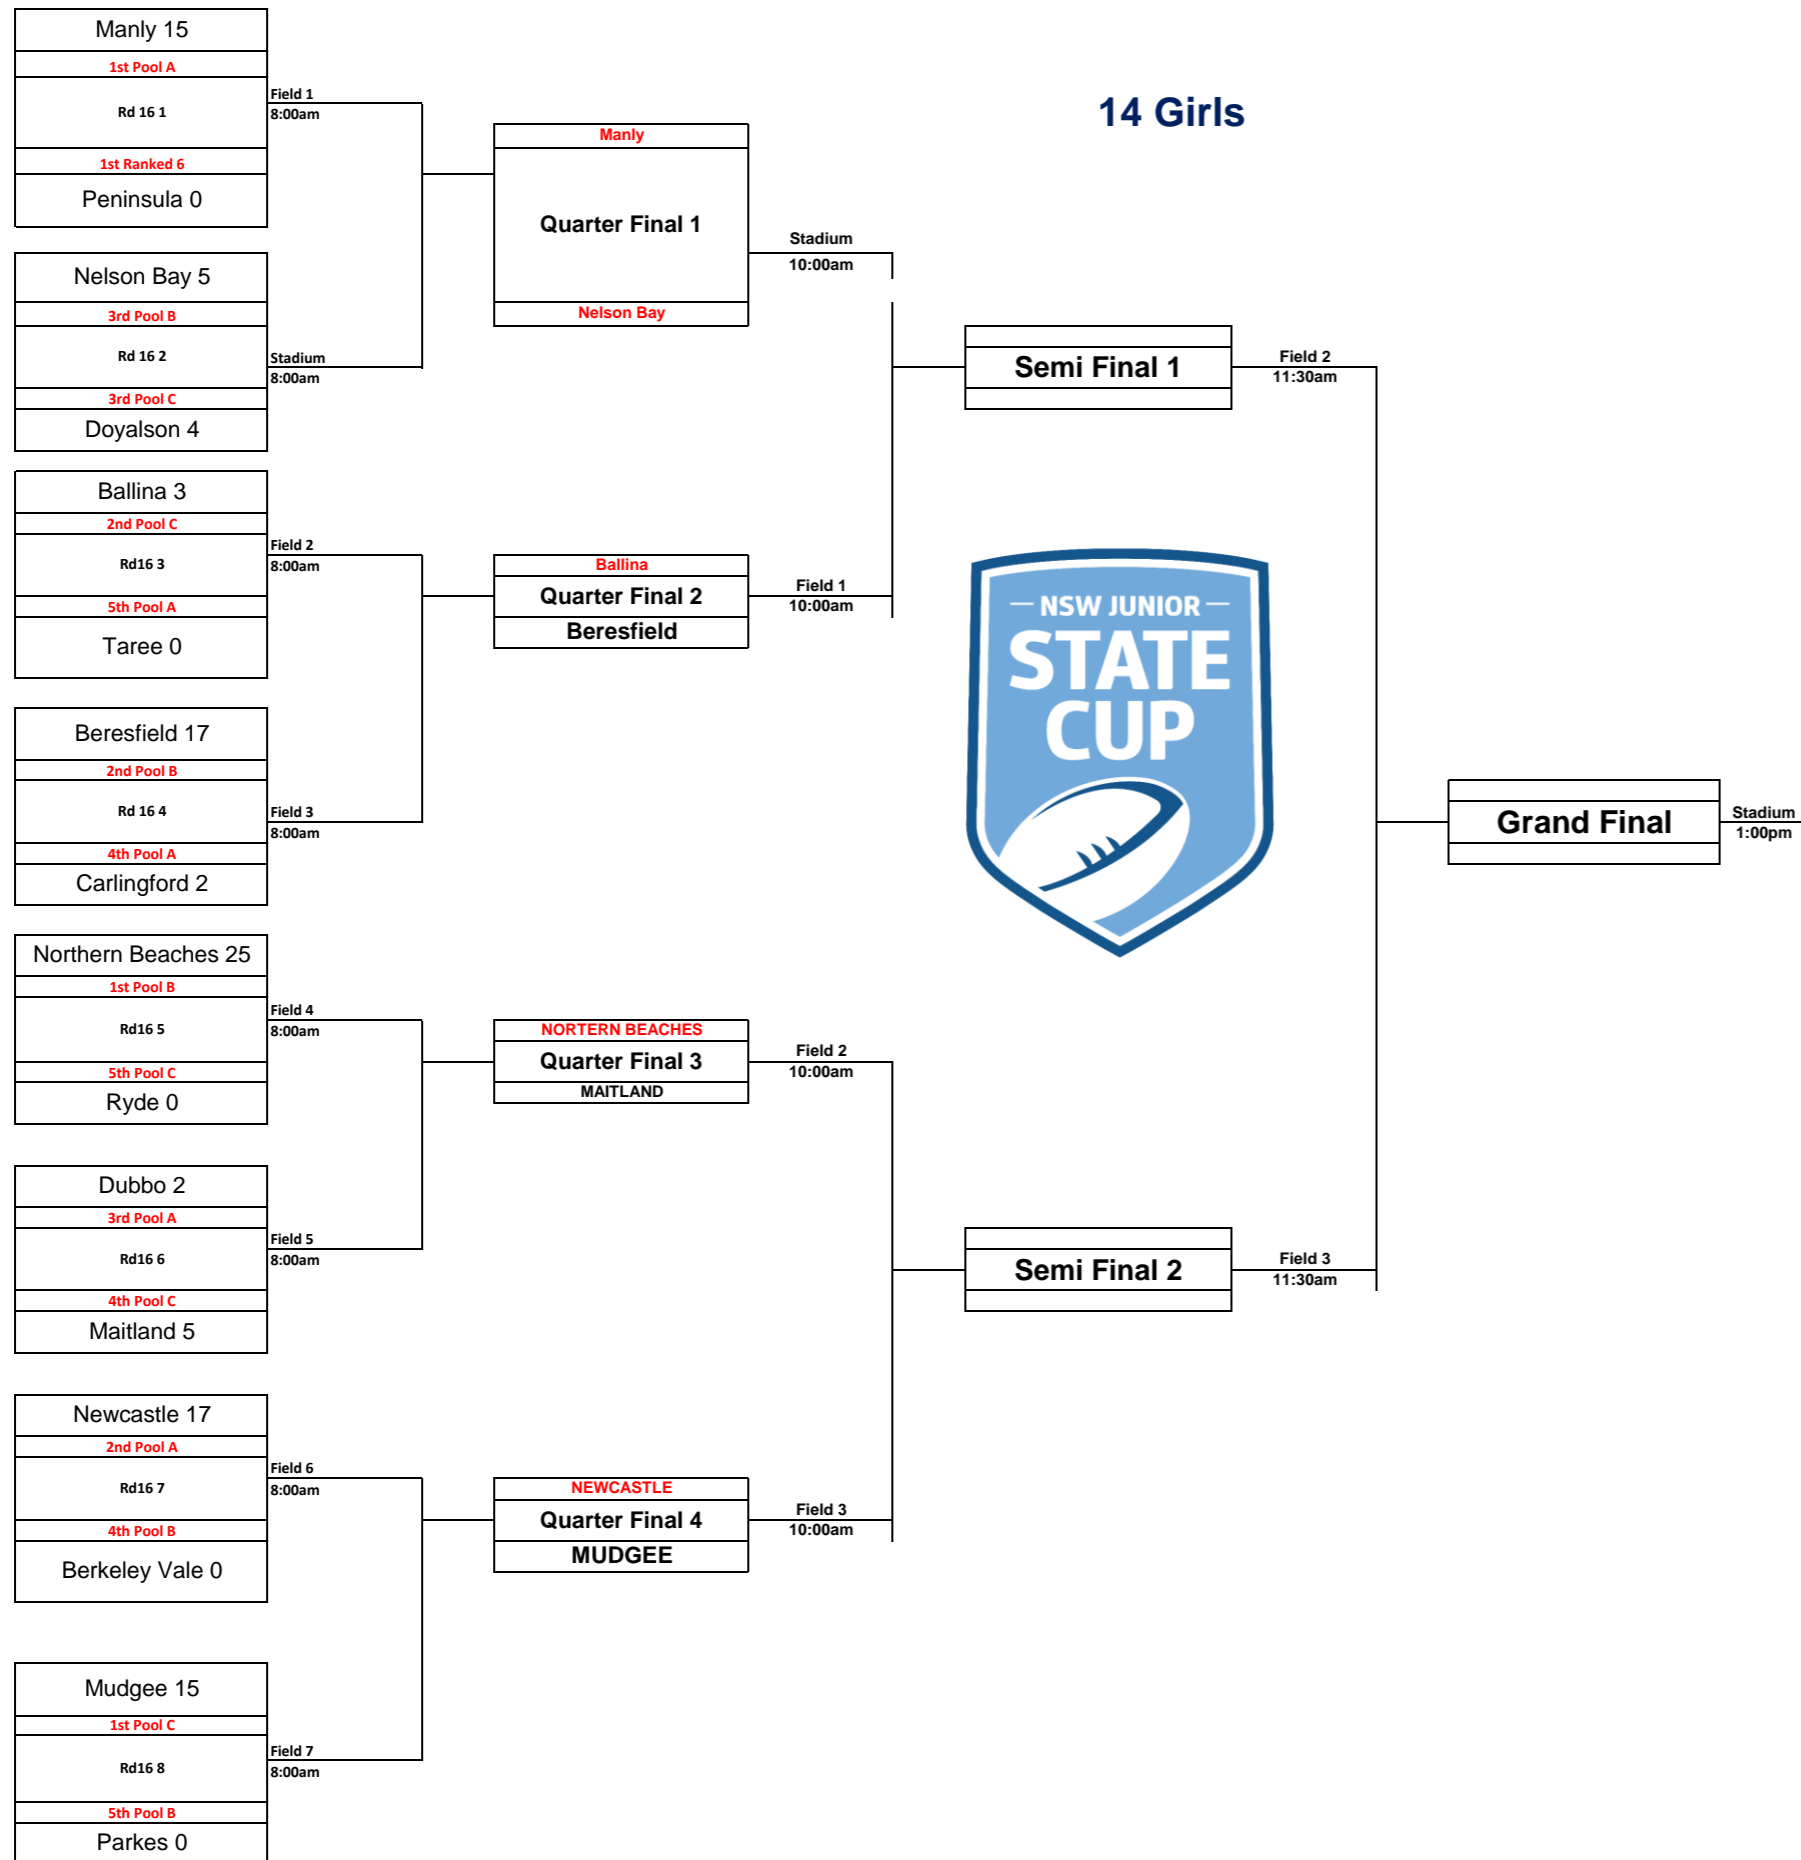 Manly 15
1st Pool A
Rd 16 1
1st Ranked 6
Peninsula 0
Field 1
8:00am
Nelson Bay 5
3rd Pool B
Rd 16 2
3rd Pool C
Doyalson 4
Stadium
8:00am
Ballina 3
2nd Pool C
Rd16 3
5th Pool A
Taree 0
Field 2
8:00am
Beresfield 17
2nd Pool B
Rd 16 4
4th Pool A
Carlingford 2
Field 3
8:00am
Northern Beaches 25
1st Pool B
Rd16 5
5th Pool C
Ryde 0
Field 4
8:00am
Dubbo 2
3rd Pool A
Rd16 6
4th Pool C
Maitland 5
Field 5
8:00am
Newcastle 17
2nd Pool A
Rd16 7
4th Pool B
Berkeley Vale 0
Field 6
8:00am
Mudgee 15
1st Pool C
Rd16 8
5th Pool B
Parkes 0
Field 7
8:00am
Manly
Quarter Final 1
Nelson Bay
Stadium
10:00am
Ballina
Quarter Final 2
Beresfield
Field 1
10:00am
NORTERN BEACHES
Quarter Final 3
MAITLAND
Field 2
10:00am
NEWCASTLE
Quarter Final 4
MUDGEE
Field 3
10:00am
14 Girls
Semi Final 1
Field 2
11:30am
NSW JUNIOR
STATE
CUP
Semi Final 2
Field 3
11:30am
Grand Final
Stadium
1:00pm